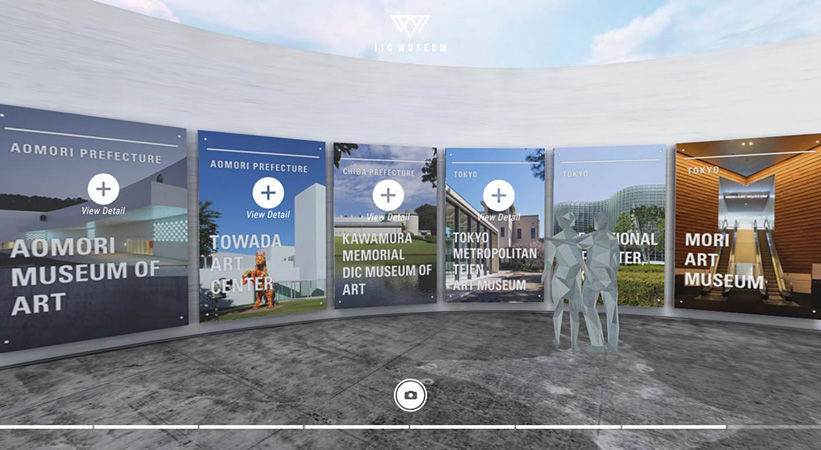 IJC MUSEUM
AOMORI PREFECTURE
View Detail
AOMORI
MUSEUM OF
ART
AOMORI PREFECTURE
View Detail
TOWADA
ART
CENTER
CHIBA PREFECTURE
View Detail
KAWAMURA
MEMORIAL
DIC MUSEUM OF
ART
TOKYO
View Detail
TOKYO
METROPOLITAN
TEIEN
ART MUSEUM
TOKYO
TOKYO
MORI
ART
MUSEUM